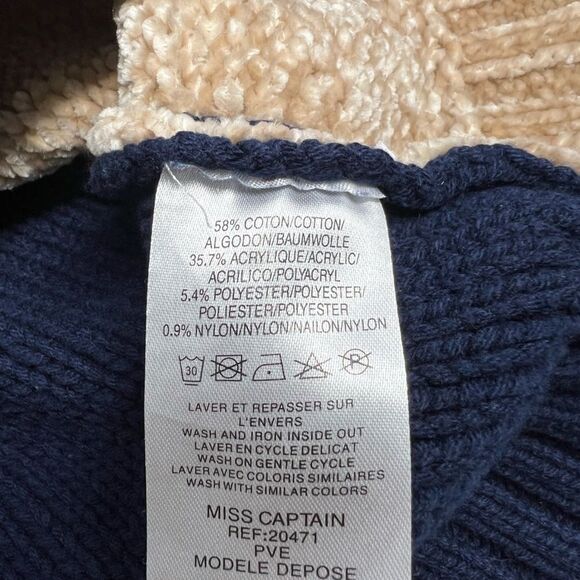 58% COTON/COTTON/
ALGODON/BAUMWOLLE
35.7% ACRYLIQUE/ACRYLIC/
ACRILICO/POLYACRYL
5.4% POLYESTER/POLYESTER/
POLIESTER/POLYESTER
0.9% NYLON/NYLON/NAILON/NYLON
30 P
LAVER ET REPASSER SUR
L'ENVERS
WASH AND IRON INSIDE OUT
LAVER EN CYCLE DELICAT
WASH ON GENTLE CYCLE
LAVER AVEC COLORIS SIMILAIRES
WASH WITH SIMILAR COLORS
MISS CAPTAIN
REF:20471
PVE
MODELE DEPOSE